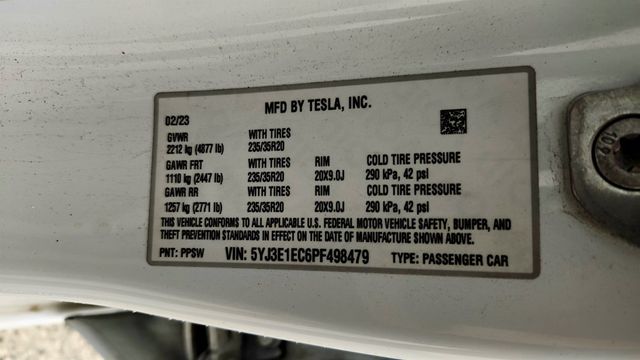 MFD BY TESLA, INC.
02/23
GVWR WITH TIRES
2212 kg (4877 lb) 235/35R20
GAWR FRT WITH TIRES RIM COLD TIRE PRESSURE
1110 kg (2447 lb) 235/35R20 20X9.0J 290 kPa, 42 psi
GAWR RR WITH TIRES RIM COLD TIRE PRESSURE
1257 kg (2771 lb) 235/35R20 20X9.0J 290 kPa, 42 psi
THIS VEHICLE CONFORMS TO ALL APPLICABLE U.S. FEDERAL MOTOR VEHICLE SAFETY, BUMPER, AND
THEFT PREVENTION STANDARDS IN EFFECT ON THE DATE OF MANUFACTURE SHOWN ABOVE.
PNT: PPSW VIN: 5YJ3E1EC6PF498479 TYPE: PASSENGER CAR